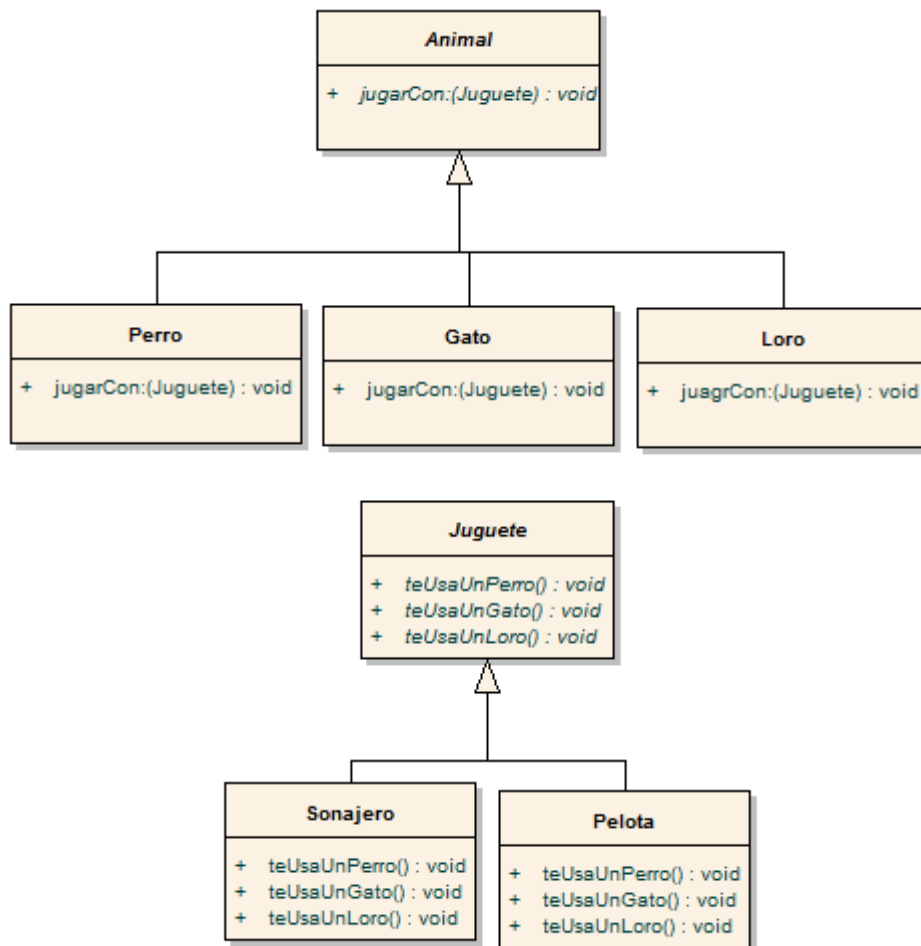 Animal
+ jugarCon:(Juguete) : void
Perro
+ jugarCon:(Juguete) : void
Gato
+ jugarCon:(Juguete) : void
Loro
+ juagrCon:(Juguete) : void
Juguete
+ teUsaUnPerro() : void
+ teUsaUnGato() : void
+ teUsaUnLoro() : void
Sonajero
+ teUsaUnPerro() : void
+ teUsaUnGato() : void
+ teUsaUnLoro() : void
Pelota
+ teUsaUnPerro() : void
+ teUsaUnGato() : void
+ teUsaUnLoro() : void